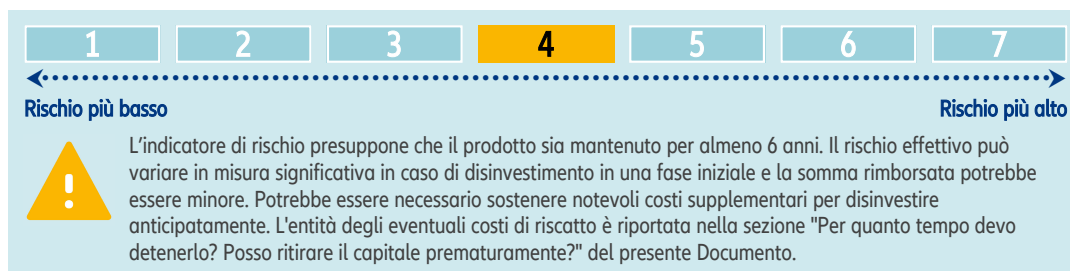 1 2 3 4 5 6 7
Rischio più basso Rischio più alto
L'indicatore di rischio presuppone che il prodotto sia mantenuto per almeno 6 anni. Il rischio effettivo può
variare in misura significativa in caso di disinvestimento in una fase iniziale e la somma rimborsata potrebbe
essere minore. Potrebbe essere necessario sostenere notevoli costi supplementari per disinvestire
anticipatamente. L'entità degli eventuali costi di riscatto è riportata nella sezione "Per quanto tempo devo
detenerlo? Posso ritirare il capitale prematuramente?" del presente Documento.